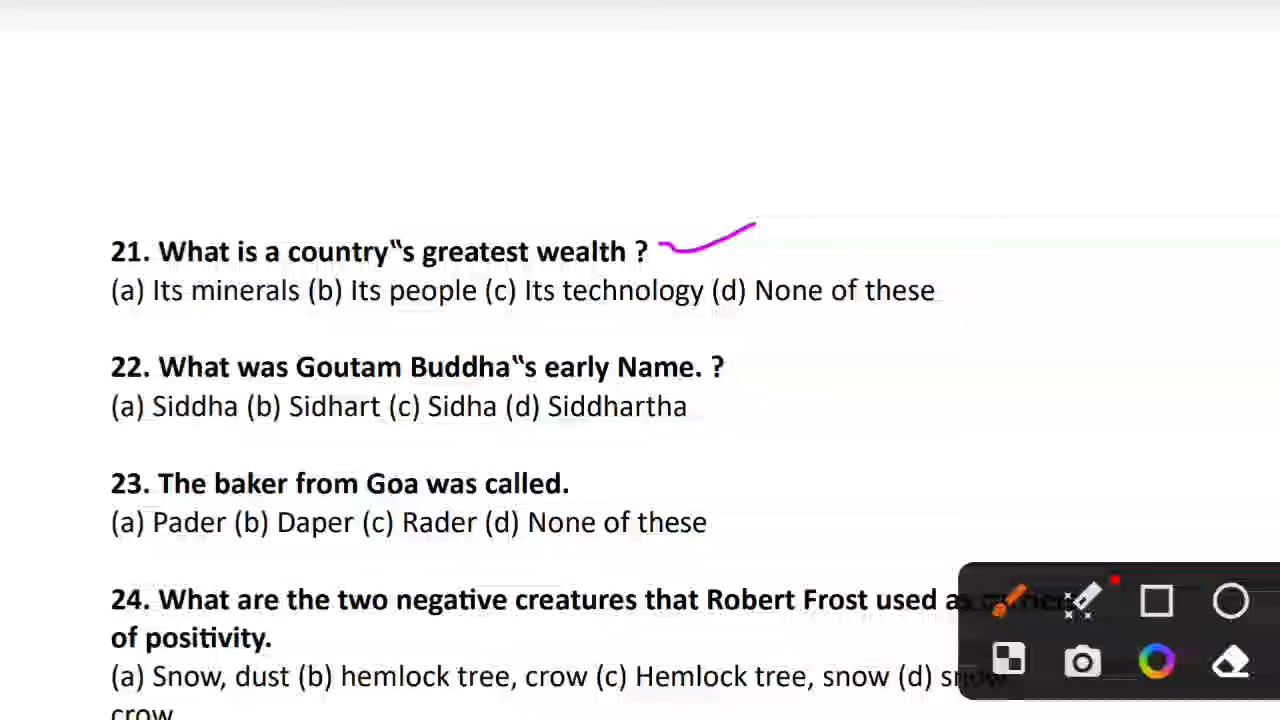 21. What is a country‟s greatest wealth ?
(a) Its minerals (b) Its people (c) Its technology (d) None of these
22. What was Goutam Buddha‟s early Name. ?
(a) Siddha (b) Sidhart (c) Sidha (d) Siddhartha
23. The baker from Goa was called.
(a) Pader (b) Daper (c) Rader (d) None of these
24. What are the two negative creatures that Robert Frost used as
of positivity.
(a) Snow, dust (b) hemlock tree, crow (c) Hemlock tree, snow (d) snow
crow